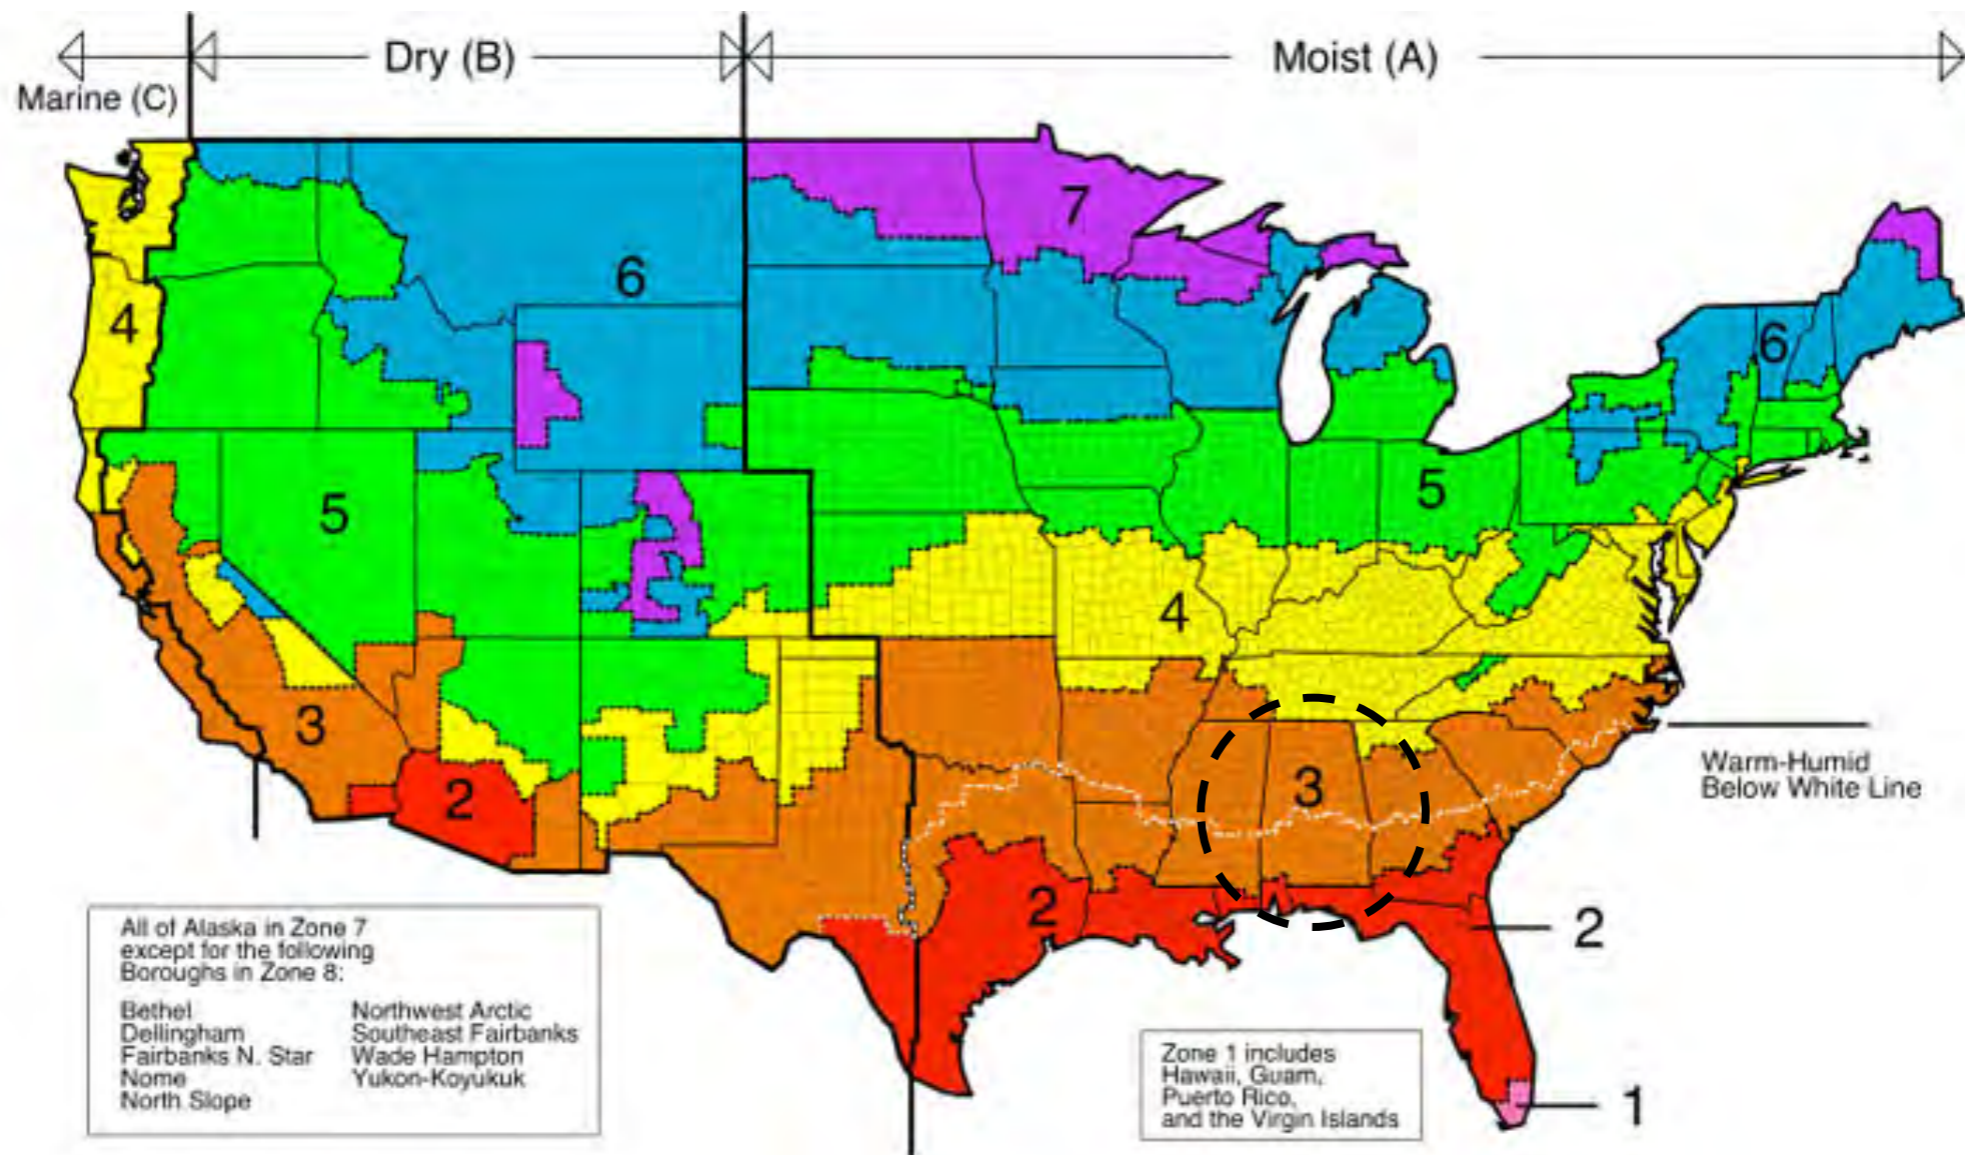 Marine (C)
Dry (B)
Moist (A)
7
6
4
6
5
5
4
3
3
2
2
2
1
Warm-Humid
Below White Line
All of Alaska in Zone 7
except for the following
Boroughs in Zone 8:
Bethel
Dellingham
Fairbanks N. Star
Nome
North Slope
Northwest Arctic
Southeast Fairbanks
Wade Hampton
Yukon-Koyukuk
Zone 1 includes
Hawaii, Guam,
Puerto Rico,
and the Virgin Islands